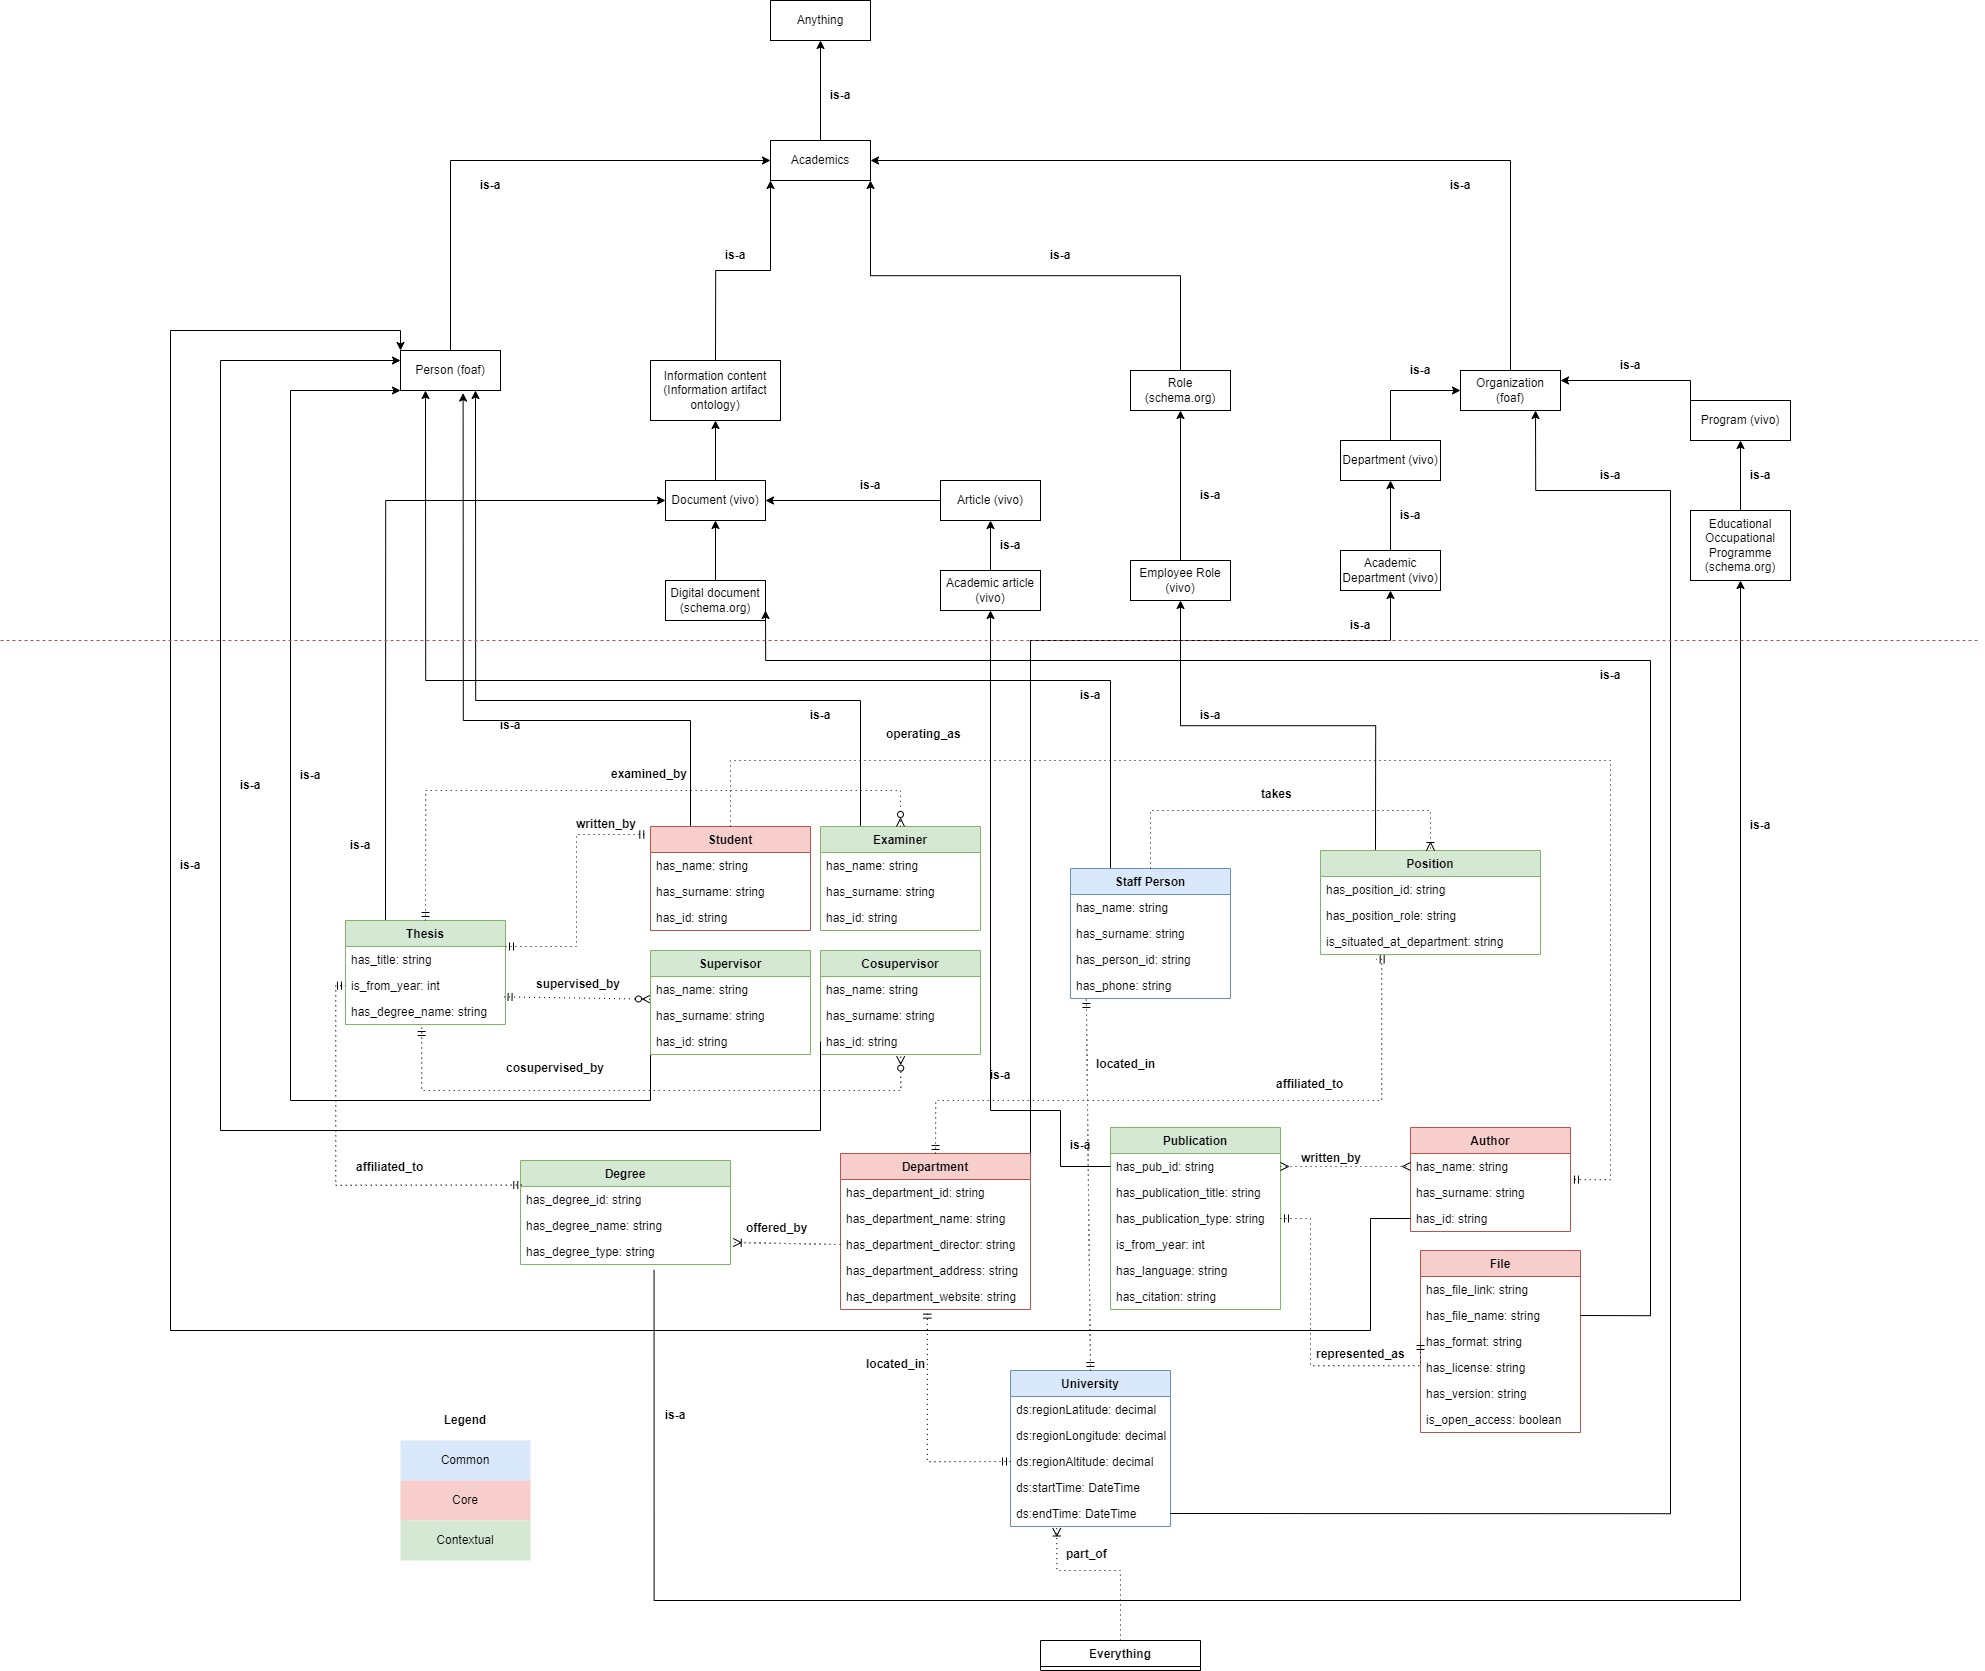 Anything
is-a
Academics
is-a
is-a
is-a
is-a
Person (foaf)
Information content
(Information artifact
ontology)
Role
(schema.org)
is-a
Organization
(foaf)
is-a
Program (vivo)
Department (vivo)
is-a
is-a
Document (vivo)
is-a
Article (vivo)
is-a
is-a
Educational
Occupational
Programme
(schema.org)
is-a
Digital document
(schema.org)
Academic article
(vivo)
Employee Role
(vivo)
Academic
Department (vivo)
is-a
is-a
is-a
is-a
is-a
is-a
operating_as
examined_by
is-a
is-a
takes
written_by
is-a
is-a
is-a
Student
has_name: string
has_surname: string
has_id: string
Examiner
has_name: string
has_surname: string
has_id: string
Staff Person
has_name: string
has_surname: string
has_person_id: string
has_phone: string
Position
has_position_id: string
has_position_role: string
is_situated_at_department: string
Thesis
has_title: string
is_from_year: int
has_degree_name: string
supervised_by
Supervisor
has_name: string
has_surname: string
has_id: string
Cosupervisor
has_name: string
has_surname: string
has_id: string
cosupervised_by
is-a
located_in
affiliated_to
is-a
affiliated_to
Degree
has_degree_id: string
has_degree_name: string
has_degree_type: string
offered_by
Department
has_department_id: string
has_department_name: string
has_department_director: string
has_department_address: string
has_department_website: string
Publication
has_pub_id: string
has_publication_title: string
has_publication_type: string
is_from_year: int
has_language: string
has_citation: string
written_by
Author
has_name: string
has_surname: string
has_id: string
File
has_file_link: string
has_file_name: string
has_format: string
has_license: string
has_version: string
is_open_access: boolean
represented_as
located_in
University
ds:regionLatitude: decimal
ds:regionLongitude: decimal
ds:regionAltitude: decimal
ds:startTime: DateTime
ds:endTime: DateTime
is-a
Legend
Common
Core
Contextual
part_of
Everything